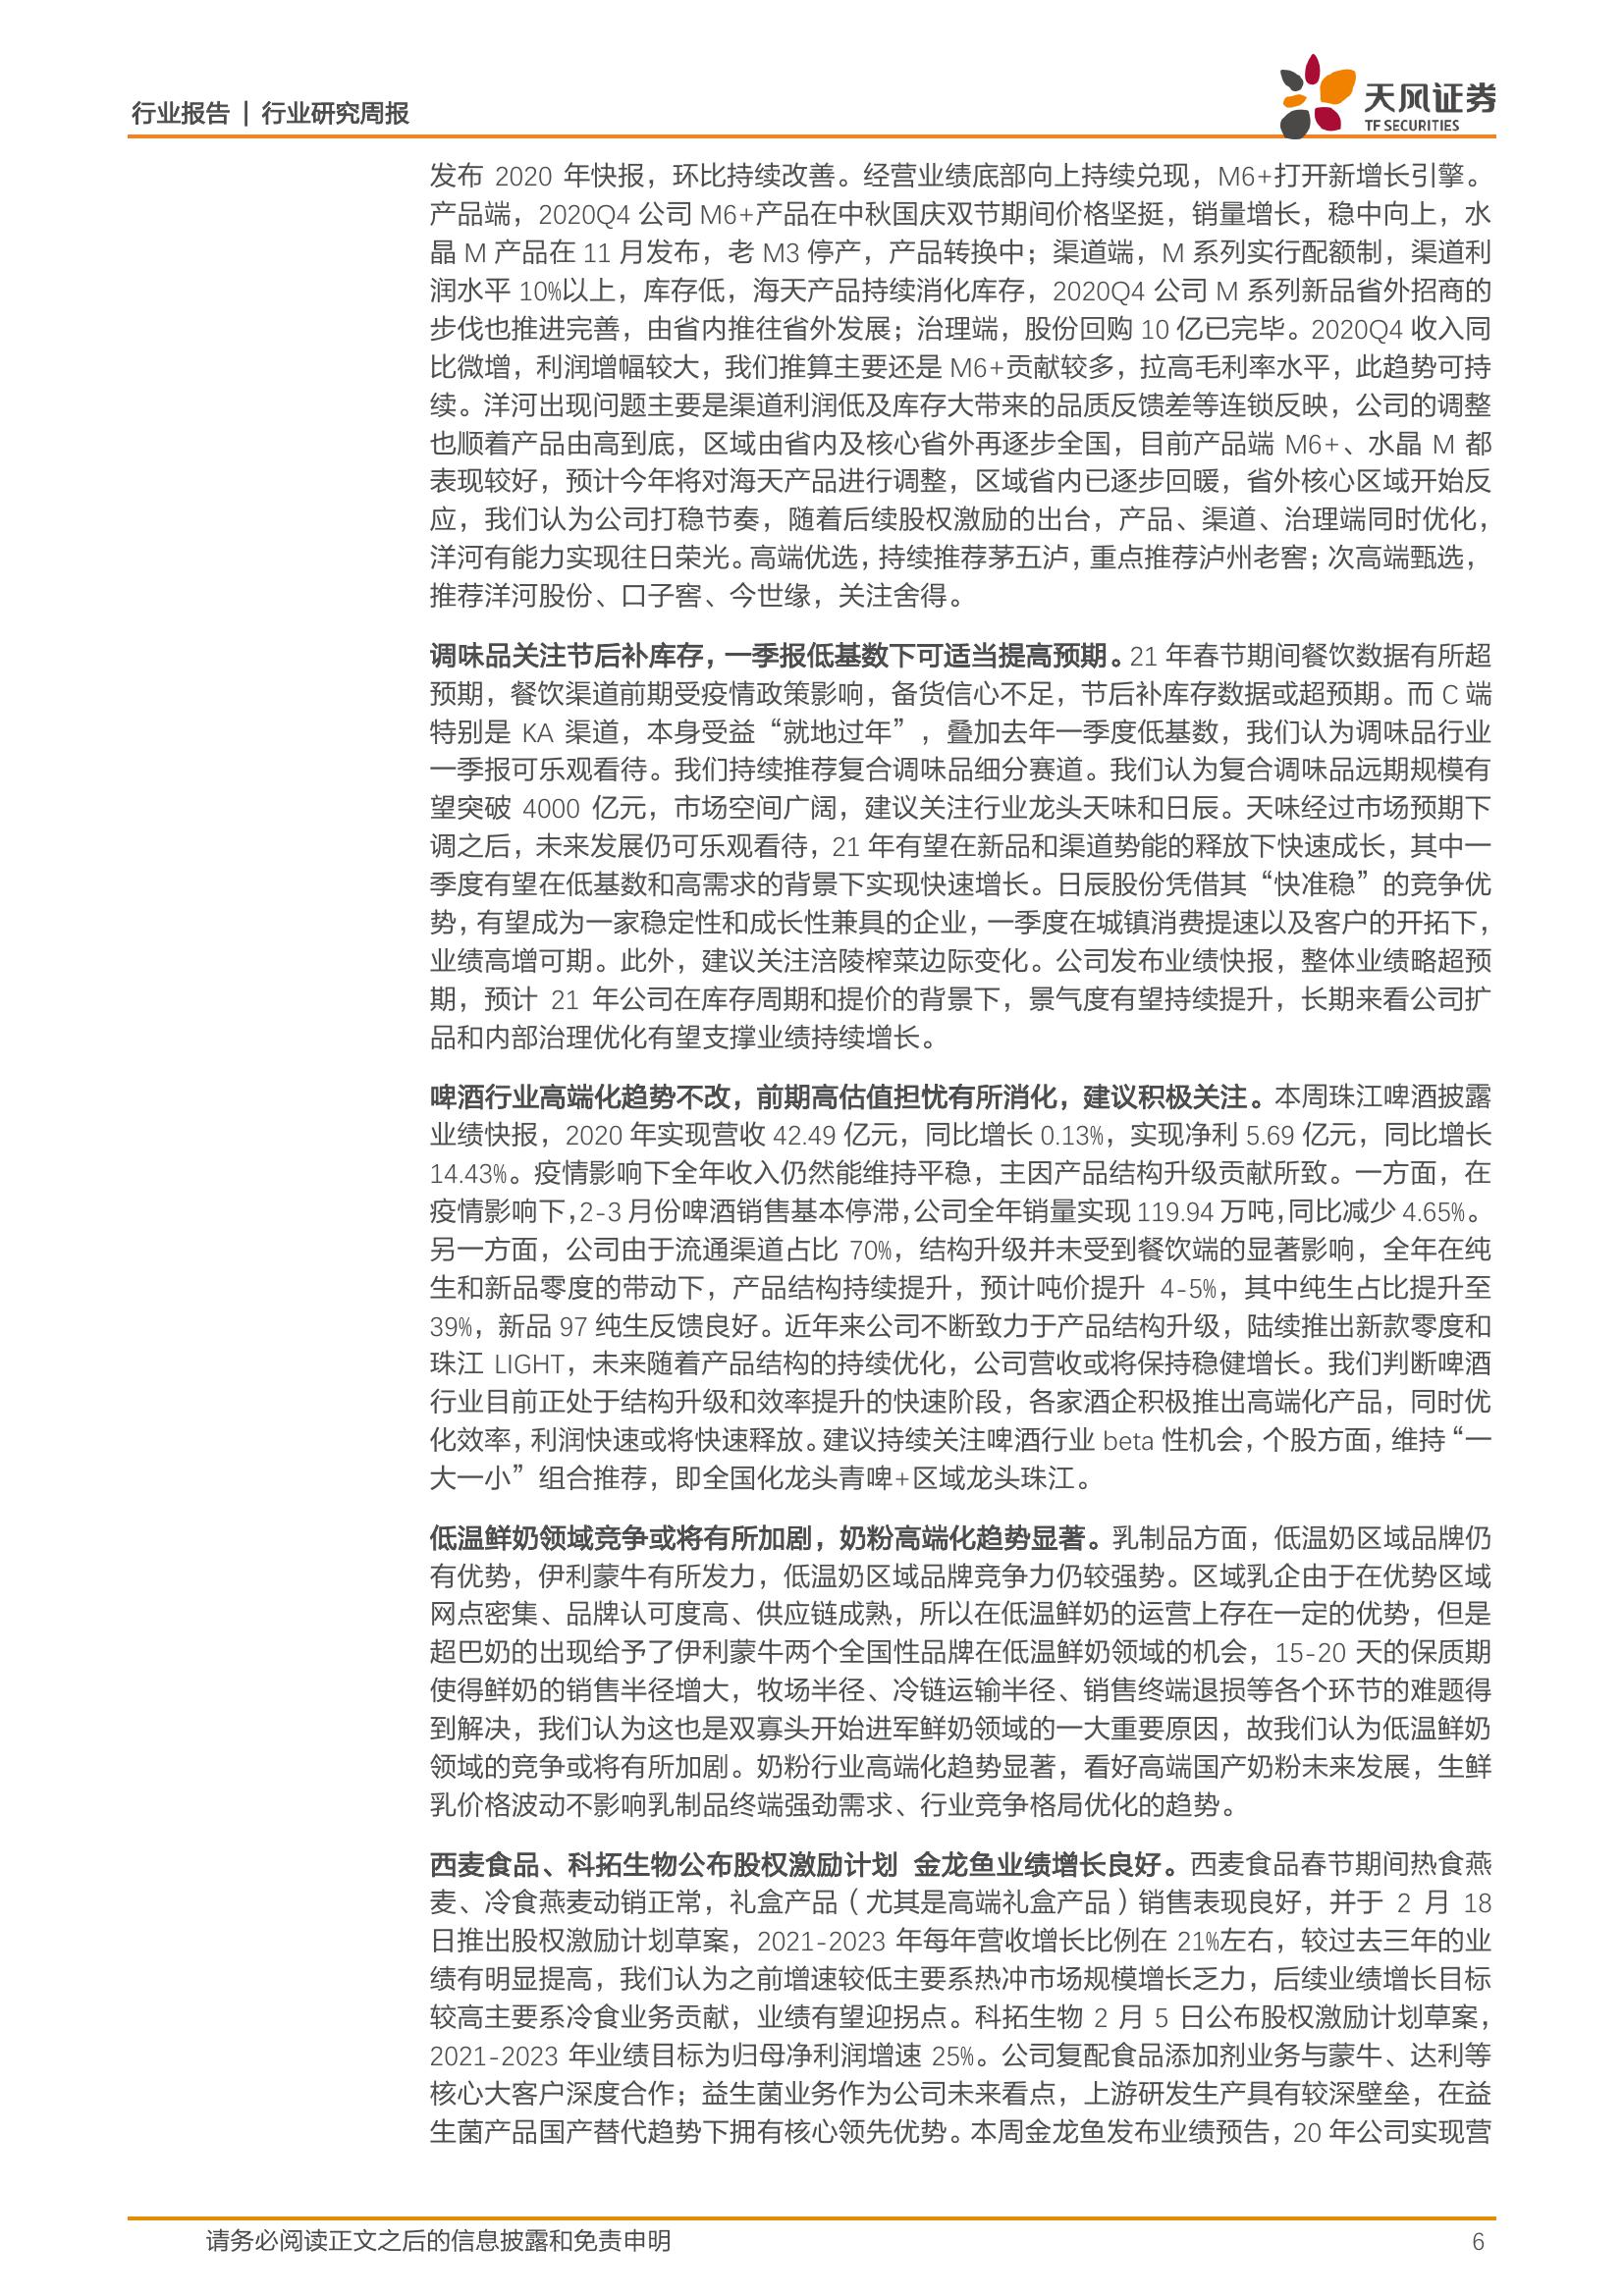 行业报告 | 行业研究周报
天风证券
TF SECURITIES
发布 2020 年快报，环比持续改善。经营业绩底部向上持续兑现，M6+打开新增长引擎。
产品端，2020Q4 公司 M6+产品在中秋国庆双节期间价格坚挺，销量增长，稳中向上，水
晶 M 产品在 11 月发布，老 M3 停产，产品转换中；渠道端，M 系列实行配额制，渠道利
润水平 10%以上，库存低，海天产品持续消化库存，2020Q4 公司 M 系列新品省外招商的
步伐也推进完善，由省内推往省外发展；治理端，股份回购 10 亿已完毕。2020Q4 收入同
比微增，利润增幅较大，我们推算主要还是 M6+贡献较多，拉高毛利率水平，此趋势可持
续。洋河出现问题主要是渠道利润低及库存大带来的品质反馈差等连锁反映，公司的调整
也顺着产品由高到底，区域由省内及核心省外再逐步全国，目前产品端 M6+、水晶 M 都
表现较好，预计今年将对海天产品进行调整，区域省内已逐步回暖，省外核心区域开始反
应，我们认为公司打稳节奏，随着后续股权激励的出台，产品、渠道、治理端同时优化，
洋河有能力实现往日荣光。高端优选，持续推荐茅五泸，重点推荐泸州老窖；次高端甄选，
推荐洋河股份、口子窖、今世缘，关注舍得。
调味品关注节后补库存，一季报低基数下可适当提高预期。21 年春节期间餐饮数据有所超
预期，餐饮渠道前期受疫情政策影响，备货信心不足，节后补库存数据或超预期。而 C 端
特别是 KA 渠道，本身受益“就地过年”，叠加去年一季度低基数，我们认为调味品行业
一季报可乐观看待。我们持续推荐复合调味品细分赛道。我们认为复合调味品远期规模有
望突破 4000 亿元，市场空间广阔，建议关注行业龙头天味和日辰。天味经过市场预期下
调之后，未来发展仍可乐观看待，21 年有望在新品和渠道势能的释放下快速成长，其中一
季度有望在低基数和高需求的背景下实现快速增长。日辰股份凭借其“快准稳”的竞争优
势，有望成为一家稳定性和成长性兼具的企业，一季度在城镇消费提速以及客户的开拓下，
业绩高增可期。此外，建议关注涪陵榨菜边际变化。公司发布业绩快报，整体业绩略超预
期，预计 21 年公司在库存周期和提价的背景下，景气度有望持续提升，长期来看公司扩
品和内部治理优化有望支撑业绩持续增长。
啤酒行业高端化趋势不改，前期高估值担忧有所消化，建议积极关注。本周珠江啤酒披露
业绩快报，2020 年实现营收 42.49 亿元，同比增长 0.13%，实现净利 5.69 亿元，同比增长
14.43%。疫情影响下全年收入仍然能维持平稳，主因产品结构升级贡献所致。一方面，在
疫情影响下，2-3 月份啤酒销售基本停滞，公司全年销量实现 119.94 万吨，同比减少 4.65%。
另一方面，公司由于流通渠道占比 70%，结构升级并未受到餐饮端的显著影响，全年在纯
生和新品零度的带动下，产品结构持续提升，预计吨价提升 4-5%，其中纯生占比提升至
39%，新品 97 纯生反馈良好。近年来公司不断致力于产品结构升级，陆续推出新款零度和
珠江 LIGHT，未来随着产品结构的持续优化，公司营收或将保持稳健增长。我们判断啤酒
行业目前正处于结构升级和效率提升的快速阶段，各家酒企积极推出高端化产品，同时优
化效率，利润快速或将快速释放。建议持续关注啤酒行业 beta 性机会，个股方面，维持“一
大一小”组合推荐，即全国化龙头青啤+区域龙头珠江。
低温鲜奶领域竞争或将有所加剧，奶粉高端化趋势显著。乳制品方面，低温奶区域品牌仍
有优势，伊利蒙牛有所发力，低温奶区域品牌竞争力仍较强势。区域乳企由于在优势区域
网点密集、品牌认可度高、供应链成熟，所以在低温鲜奶的运营上存在一定的优势，但是
超巴奶的出现给予了伊利蒙牛两个全国性品牌在低温鲜奶领域的机会，15-20 天的保质期
使得鲜奶的销售半径增大，牧场半径、冷链运输半径、销售终端退损等各个环节的难题得
到解决，我们认为这也是双寡头开始进军鲜奶领域的一大重要原因，故我们认为低温鲜奶
领域的竞争或将有所加剧。奶粉行业高端化趋势显著，看好高端国产奶粉未来发展，生鲜
乳价格波动不影响乳制品终端强劲需求、行业竞争格局优化的趋势。
西麦食品、科拓生物公布股权激励计划 金龙鱼业绩增长良好。西麦食品春节期间热食燕
麦、冷食燕麦动销正常，礼盒产品（尤其是高端礼盒产品）销售表现良好，并于 2 月 18
日推出股权激励计划草案，2021-2023 年每年营收增长比例在 21%左右，较过去三年的业
绩有明显提高，我们认为之前增速较低主要系热冲市场规模增长乏力，后续业绩增长目标
较高主要系冷食业务贡献，业绩有望迎拐点。科拓生物 2 月 5 日公布股权激励计划草案，
2021-2023 年业绩目标为归母净利润增速 25%。公司复配食品添加剂业务与蒙牛、达利等
核心大客户深度合作；益生菌业务作为公司未来看点，上游研发生产具有较深壁垒，在益
生菌产品国产替代趋势下拥有核心领先优势。本周金龙鱼发布业绩预告，20 年公司实现营
请务必阅读正文之后的信息披露和免责申明
6